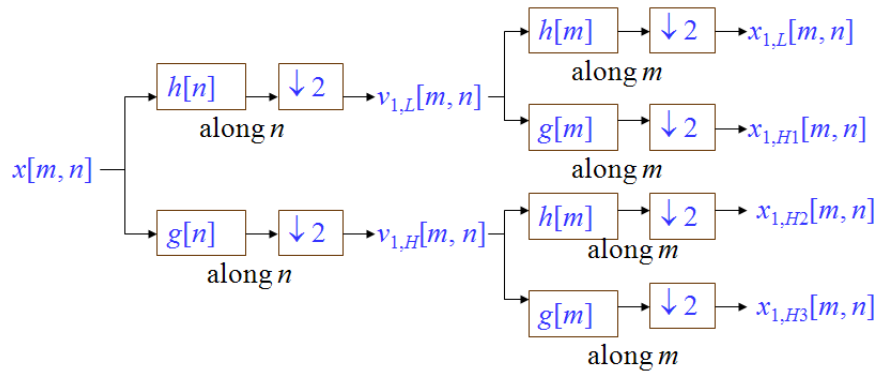 h[m] ↓2 x₁,L[m, n]
along m
h[n] ↓2 v₁,L[m, n]
along n
g[m] ↓2 x₁,H1[m, n]
along m
x[m, n]
h[m] ↓2 x₁,H2[m, n]
along m
g[n] ↓2 v₁,H[m, n]
along n
g[m] ↓2 x₁,H3[m, n]
along m